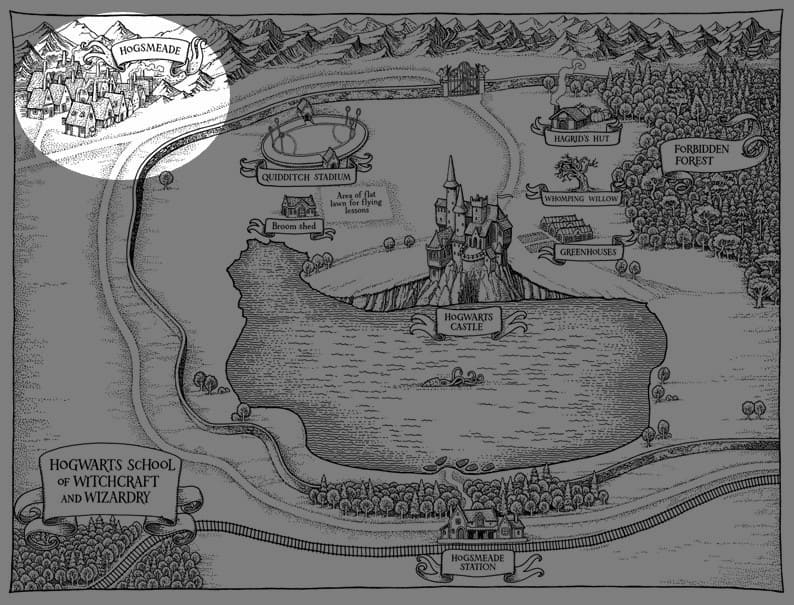 HOGSMEADE
HAGRID'S HUT
FORBIDDEN
FOREST
QUIDDITCH STADIUM
Area of flat
lawn for flying
lessons
WHOMPING WILLOW
Broom shed
GREENHOUSES
HOGWARTS
CASTLE
HOGWARTS SCHOOL
OF WITCHCRAFT
AND WIZARDRY
HOGSMEADE
STATION